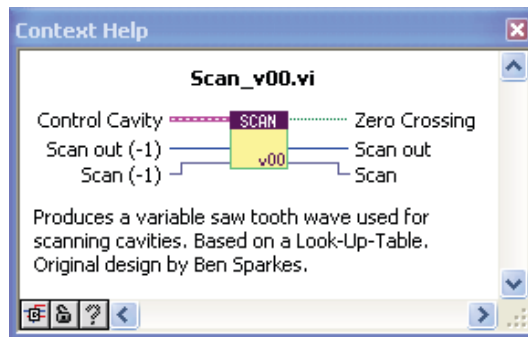 Context Help
Scan_v00.vi
Control Cavity SCAN Zero Crossing
Scan out (-1) Scan out
v00
Scan (-1) Scan
Produces a variable saw tooth wave used for
scanning cavities. Based on a Look-Up-Table.
Original design by Ben Sparkes.
?